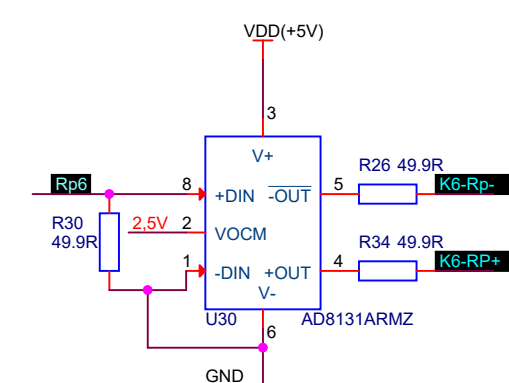 VDD(+5V)
3
V+
R26 49.9R
Rp6
8
+DIN
-OUT
5
K6-Rp-
R30
49.9R
2,5V
2
VOCM
R34 49.9R
1
-DIN
+OUT
4
K6-RP+
V-
U30
6
AD8131ARMZ
GND